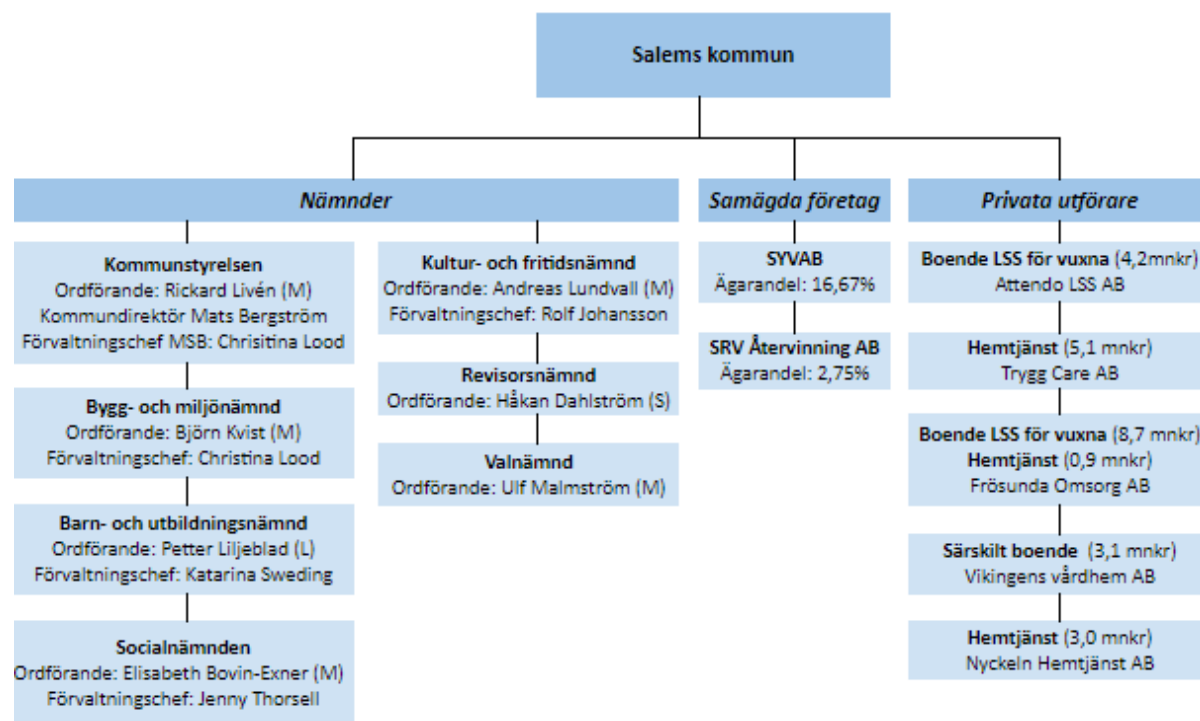 Salems kommun
Nämnder
Kommunstyrelsen
Ordförande: Rickard Livén (M)
Kommundirektör Mats Bergström
Förvaltningschef MSB: Chrisitina Lood
Bygg- och miljönämnd
Ordförande: Björn Kvist (M)
Förvaltningschef: Christina Lood
Barn- och utbildningsnämnd
Ordförande: Petter Liljeblad (L)
Förvaltningschef: Katarina Sweding
Socialnämnden
Ordförande: Elisabeth Bovin-Exner (M)
Förvaltningschef: Jenny Thorsell
Kultur- och fritidsnämnd
Ordförande: Andreas Lundvall (M)
Förvaltningschef: Rolf Johansson
Revisorsnämnd
Ordförande: Håkan Dahlström (S)
Valnämnd
Ordförande: Ulf Malmström (M)
Samägda företag
SYVAB
Ägarandel: 16,67%
SRV Återvinning AB
Ägarandel: 2,75%
Privata utförare
Boende LSS för vuxna (4,2mnkr)
Attendo LSS AB
Hemtjänst (5,1 mnkr)
Trygg Care AB
Boende LSS för vuxna (8,7 mnkr)
Hemtjänst (0,9 mnkr)
Frösunda Omsorg AB
Särskilt boende (3,1 mnkr)
Vikingens vårdhem AB
Hemtjänst (3,0 mnkr)
Nyckeln Hemtjänst AB